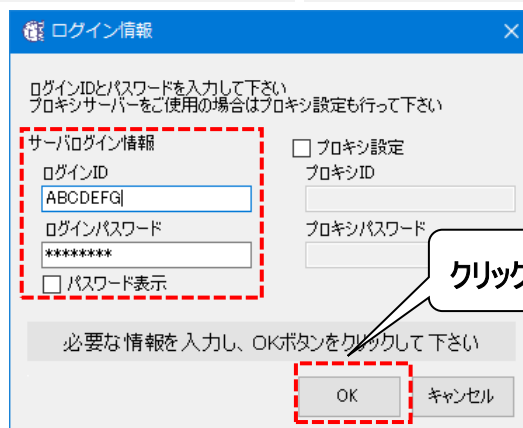 ログイン情報
ログインIDとパスワードを入力して下さい
プロキシサーバーをご使用の場合はプロキシ設定も行って下さい
サーバログイン情報
ログインID
ABCDEFG
ログインパスワード
********
パスワード表示
プロキシ設定
プロキシID
プロキシパスワード
クリック
必要な情報を入力し、OKボタンをクリックして下さい
OK
キャンセル